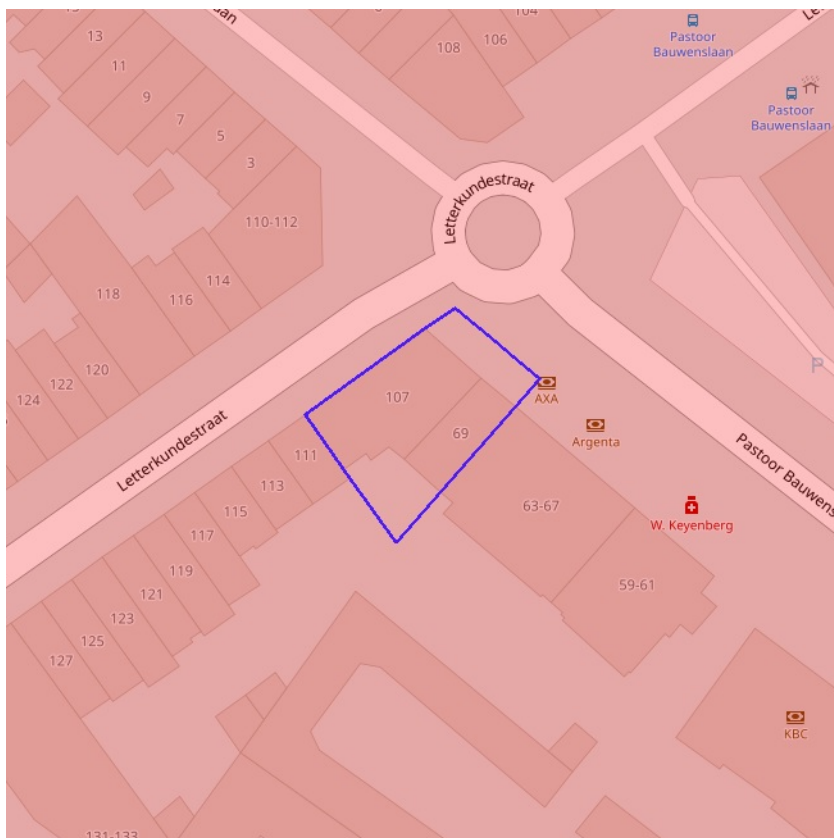 13
11
9
7
5
3
110-112
108
106
104
Pastoor
Bauwenslaan
Pastoor
Bauwenslaan
Letterkundestraat
118
116
114
124
122
120
107
69
111
113
115
117
119
121
123
125
127
Letterkundestraat
AXA
Argenta
63-67
59-61
W. Keyenberg
Pastoor Bauwens
P
KBC
131-133